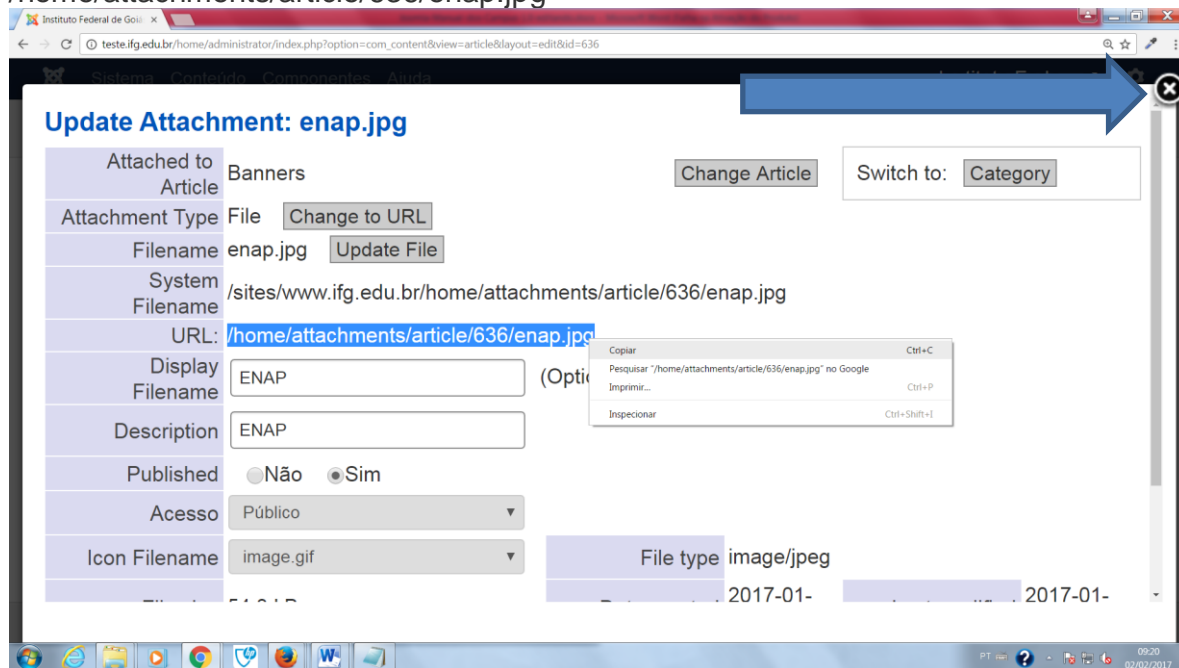 /home/attachments/article/636/enap.jpg
Instituto Federal de Goiá
teste.ifg.edu.br/home/administrator/index.php?option=com_content&view=article&layout=edit&id=636
Sistema Conteúdo Componentes Ajuda
Update Attachment: enap.jpg
Attached to Article Banners Change Article Switch to: Category
Attachment Type File Change to URL
Filename enap.jpg Update File
System Filename /sites/www.ifg.edu.br/home/attachments/article/636/enap.jpg
URL: /home/attachments/article/636/enap.jpg
Copiar Ctrl+C
Pesquisar "/home/attachments/article/636/enap.jpg" no Google
Imprimir... Ctrl+P
Inspecionar Ctrl+Shift+I
Display Filename ENAP (Optio
Description ENAP
Published Não Sim
Acesso Público
Icon Filename image.gif File type image/jpeg
2017-01- 2017-01-
PT 09:20
02/02/2017